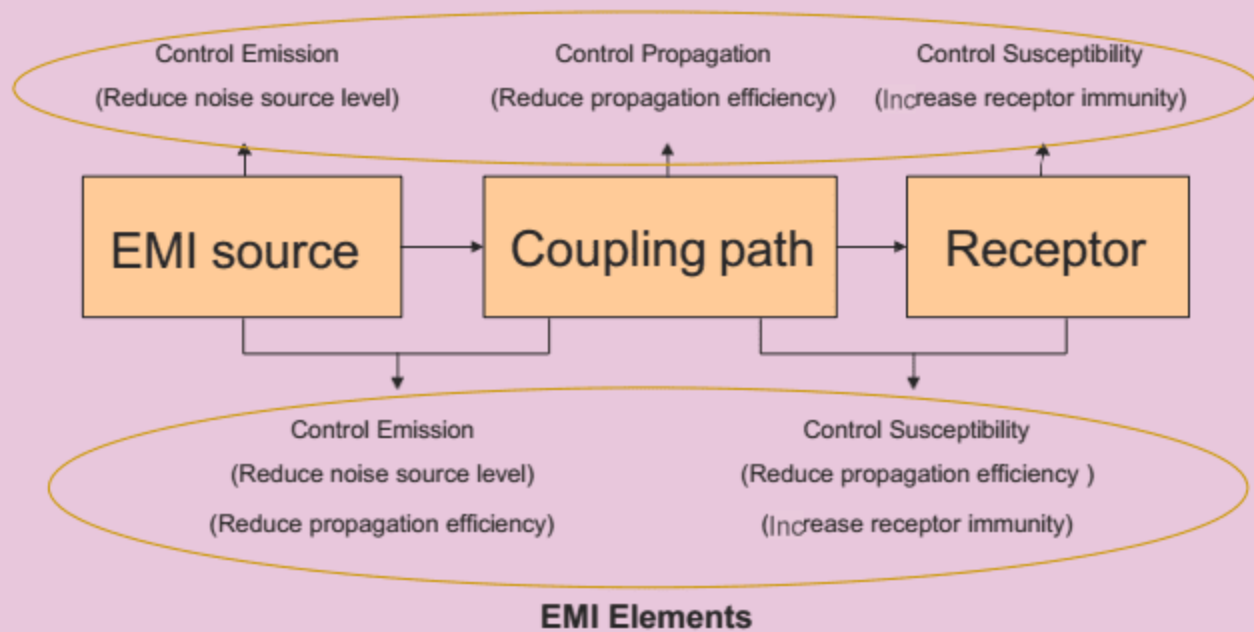 Control Emission
(Reduce noise source level)
Control Propagation
(Reduce propagation efficiency)
Control Susceptibility
(Increase receptor immunity)
EMI source
Coupling path
Receptor
Control Emission
(Reduce noise source level)
(Reduce propagation efficiency)
Control Susceptibility
(Reduce propagation efficiency )
(Increase receptor immunity)
EMI Elements